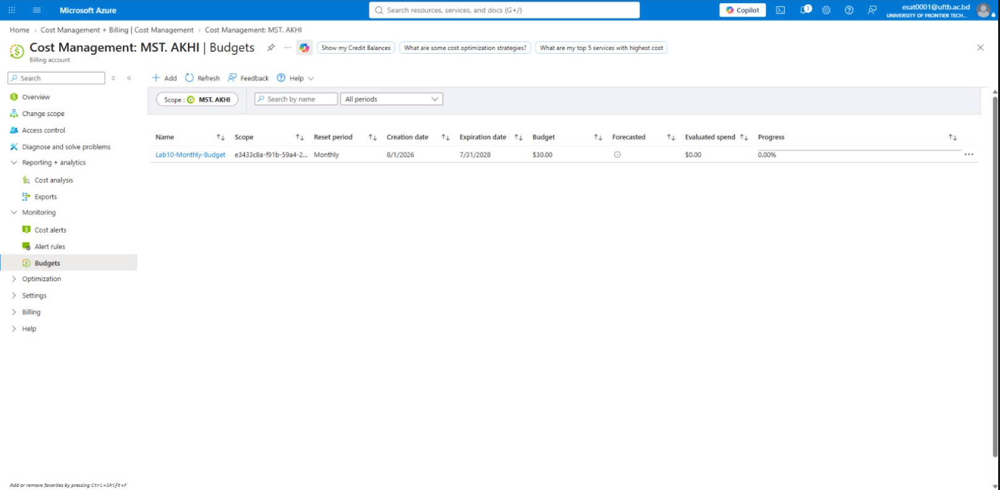 Microsoft Azure
Search resources, services, and docs (G+/)
Copilot
3
esat0001@uftb.ac.bd
UNIVERSITY OF FRONTIER TECH...
Home › Cost Management + Billing | Cost Management › Cost Management: MST. AKHI
Cost Management: MST. AKHI | Budgets
Show my Credit Balances
What are some cost optimization strategies?
What are my top 5 services with highest cost
Billing account
Search
Add
Refresh
Feedback
Help
Overview
Change scope
Access control
Diagnose and solve problems
Reporting + analytics
Cost analysis
Exports
Monitoring
Cost alerts
Alert rules
Budgets
Optimization
Settings
Billing
Help
Scope : MST. AKHI
Search by name
All periods
Name Scope Reset period Creation date Expiration date Budget Forecasted Evaluated spend Progress
Lab10-Monthly-Budget e3433c8a-f91b-59a4-2... Monthly 8/1/2026 7/31/2028 $30.00 $0.00 0.00%
Add or remove favorites by pressing Ctrl+Shift+F